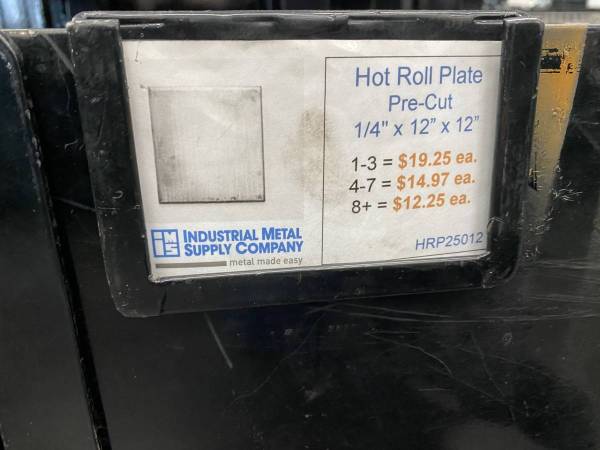 Hot Roll Plate
Pre-Cut
1/4" x 12" x 12"
1-3 = $19.25 ea.
4-7 = $14.97 ea.
8+ = $12.25 ea.
IMS INDUSTRIAL METAL
SUPPLY COMPANY
metal made easy
HRP25012